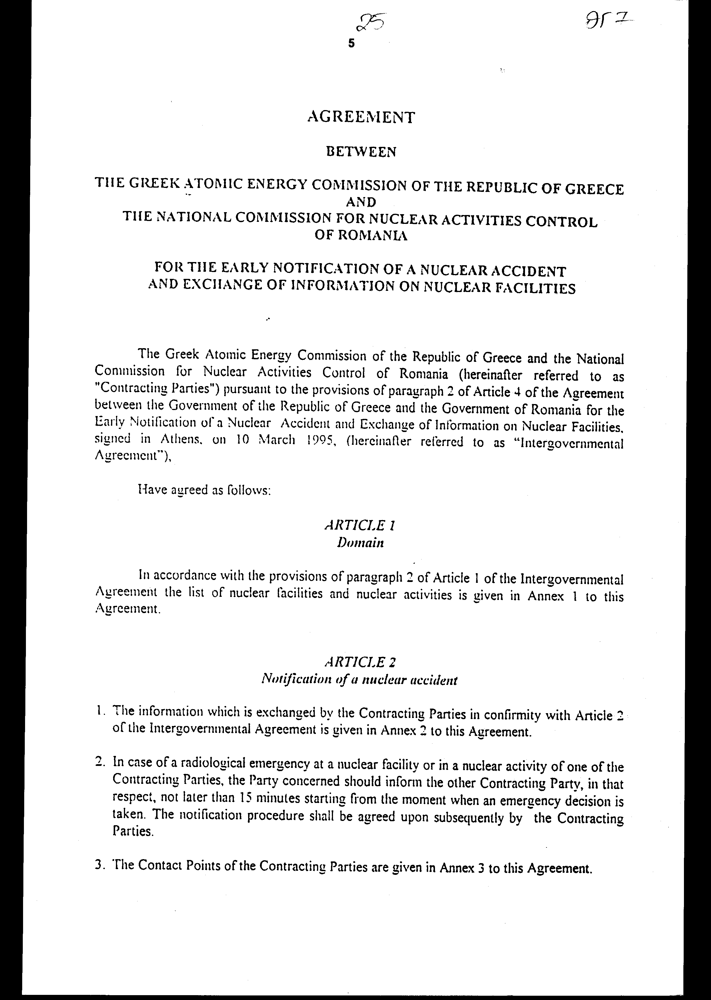 25
5
AGREEMENT
BETWEEN
THE GREEK ATOMIC ENERGY COMMISSION OF THE REPUBLIC OF GREECE
AND
THE NATIONAL COMMISSION FOR NUCLEAR ACTIVITIES CONTROL
OF ROMANIA
FOR THE EARLY NOTIFICATION OF A NUCLEAR ACCIDENT
AND EXCHANGE OF INFORMATION ON NUCLEAR FACILITIES
The Greek Atomic Energy Commission of the Republic of Greece and the National
Commission for Nuclear Activities Control of Romania (hereinafter referred to as
"Contracting Parties") pursuant to the provisions of paragraph 2 of Article 4 of the Agreement
between the Government of the Republic of Greece and the Government of Romania for the
Early Notification of a Nuclear Accident and Exchange of Information on Nuclear Facilities,
signed in Athens, on 10 March 1995, (hereinafter referred to as “Intergovernmental
Agreement”),
Have agreed as follows:
ARTICLE 1
Domain
In accordance with the provisions of paragraph 2 of Article 1 of the Intergovernmental
Agreement the list of nuclear facilities and nuclear activities is given in Annex 1 to this
Agreement.
ARTICLE 2
Notification of a nuclear accident
1. The information which is exchanged by the Contracting Parties in confirmity with Article 2
of the Intergovernmental Agreement is given in Annex 2 to this Agreement.
2. In case of a radiological emergency at a nuclear facility or in a nuclear activity of one of the
Contracting Parties, the Party concerned should inform the other Contracting Party, in that
respect, not later than 15 minutes starting from the moment when an emergency decision is
taken. The notification procedure shall be agreed upon subsequently by the Contracting
Parties.
3. The Contact Points of the Contracting Parties are given in Annex 3 to this Agreement.